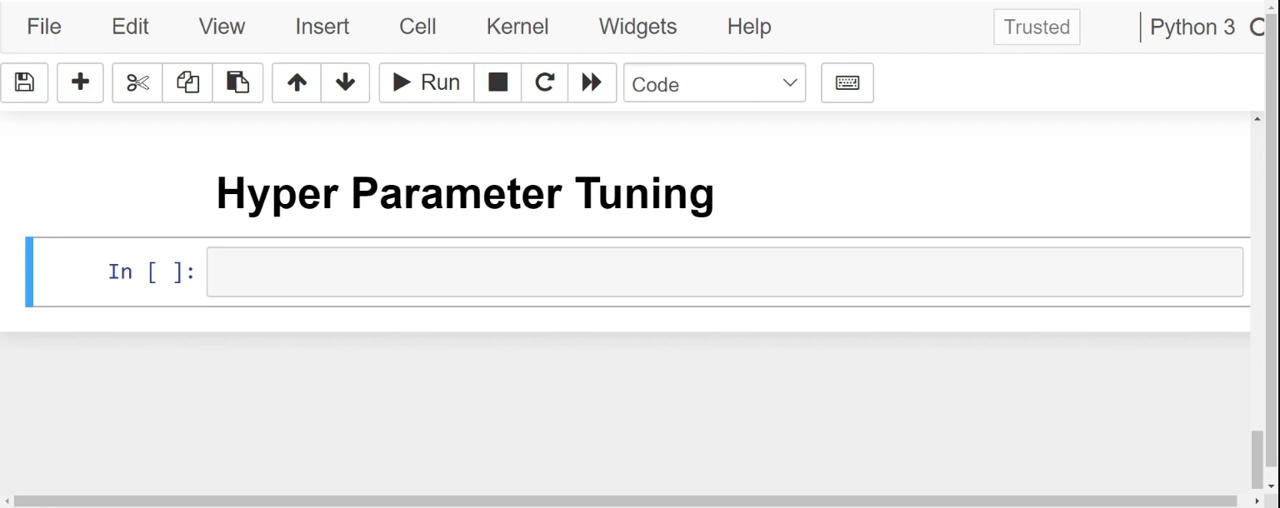 File Edit View Insert Cell Kernel Widgets Help Trusted Python 3
Run Code
Hyper Parameter Tuning
In [ ]: